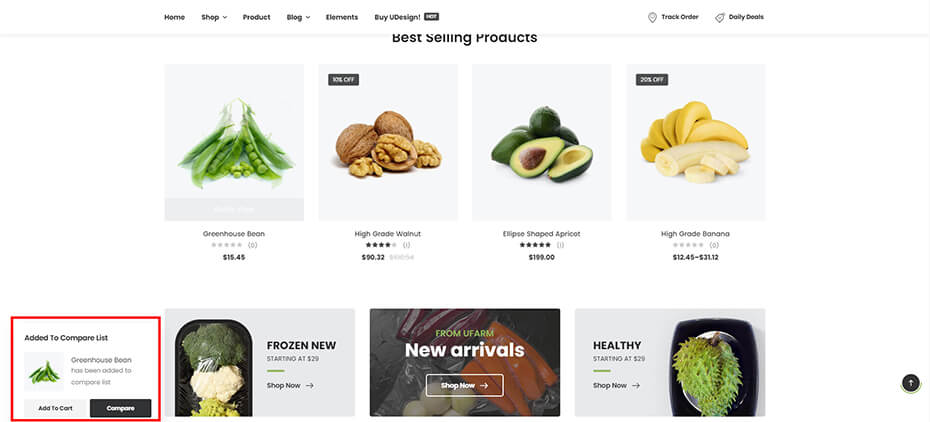 Home Shop Product Blog Elements Buy UDesign! HOT Track Order Daily Deals
Best Selling Products
10% OFF
20% OFF
Greenhouse Bean
(0)
$15.45
High Grade Walnut
(1)
$90.32
Ellipse Shaped Apricot
(1)
$199.00
High Grade Banana
(0)
$12.45–$31.12
Added To Compare List
Greenhouse Bean
has been added to
compare list
Add To Cart
Compare
FROZEN NEW
STARTING AT $29
Shop Now
FROM UFARM
New arrivals
Shop Now
HEALTHY
STARTING AT $29
Shop Now